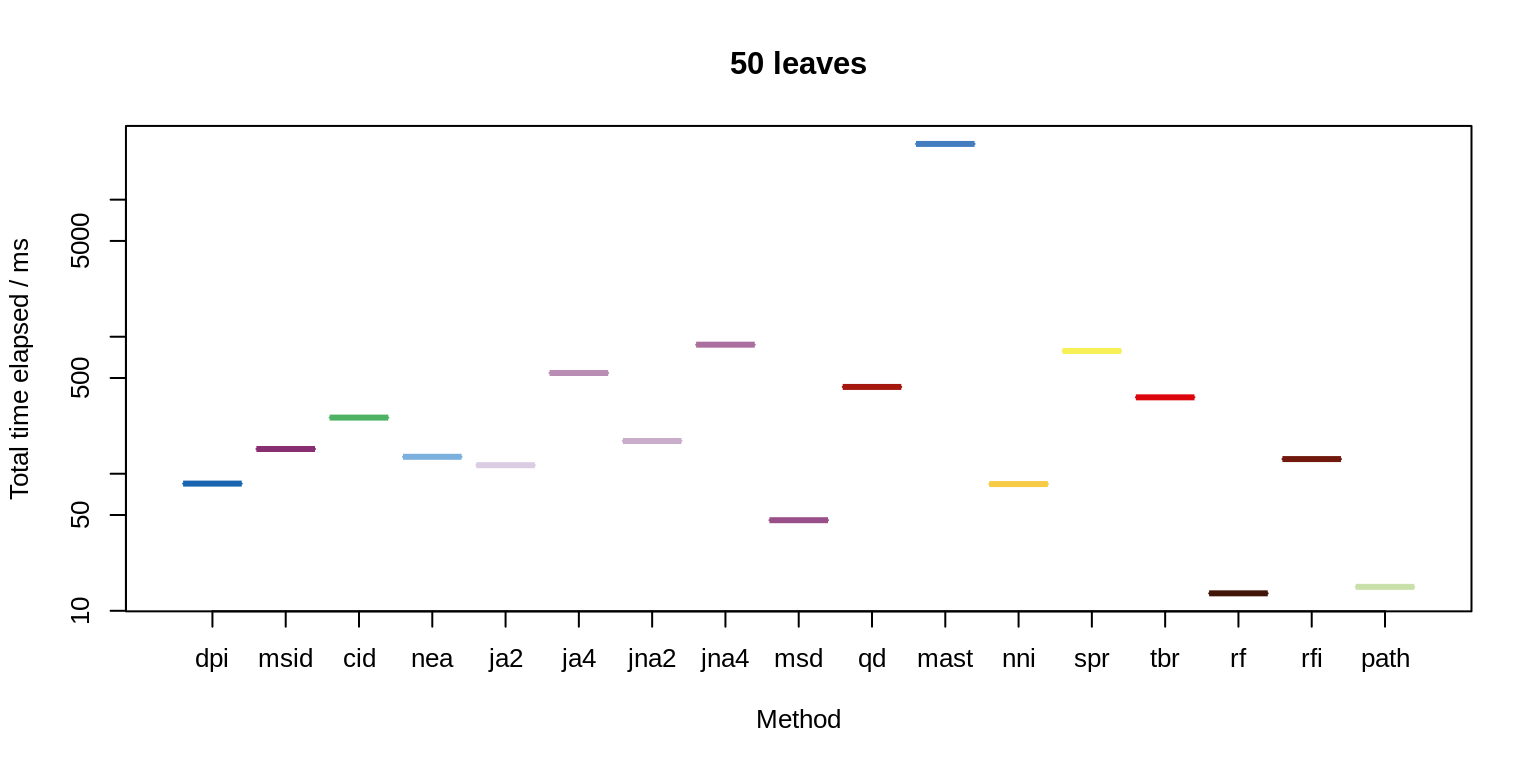 50 leaves
Total time elapsed / ms
5000
500
50
10
dpi msid cid nea ja2 ja4 jna2 jna4 msd qd mast nni spr tbr rf rfi path
Method